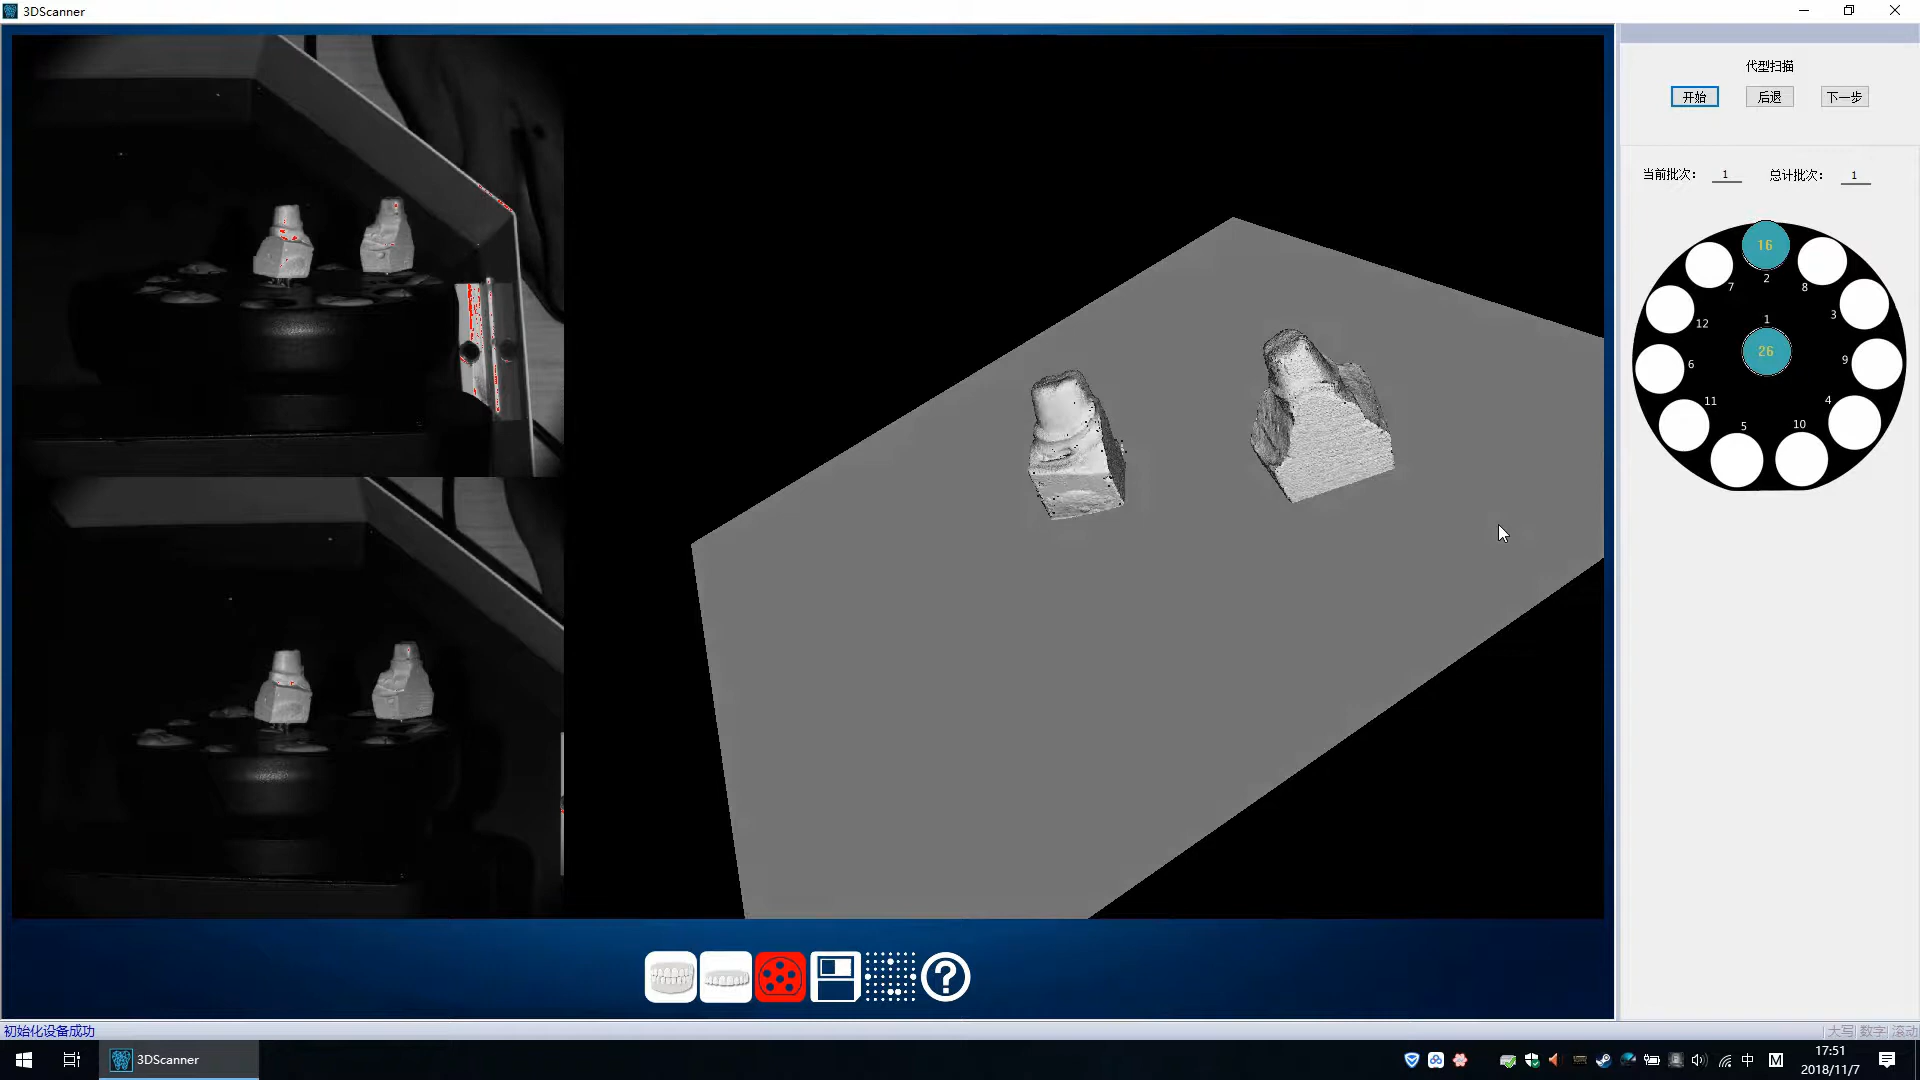 3DScanner
代型扫描
开始 后退 下一步
当前批次: 1 总计批次: 1
16
7 2 8
12 1 3
26
6 9
11 4
5 10
?
初始化设备成功
大写 数字 滚动
3DScanner
中 M
17:51
2018/11/7